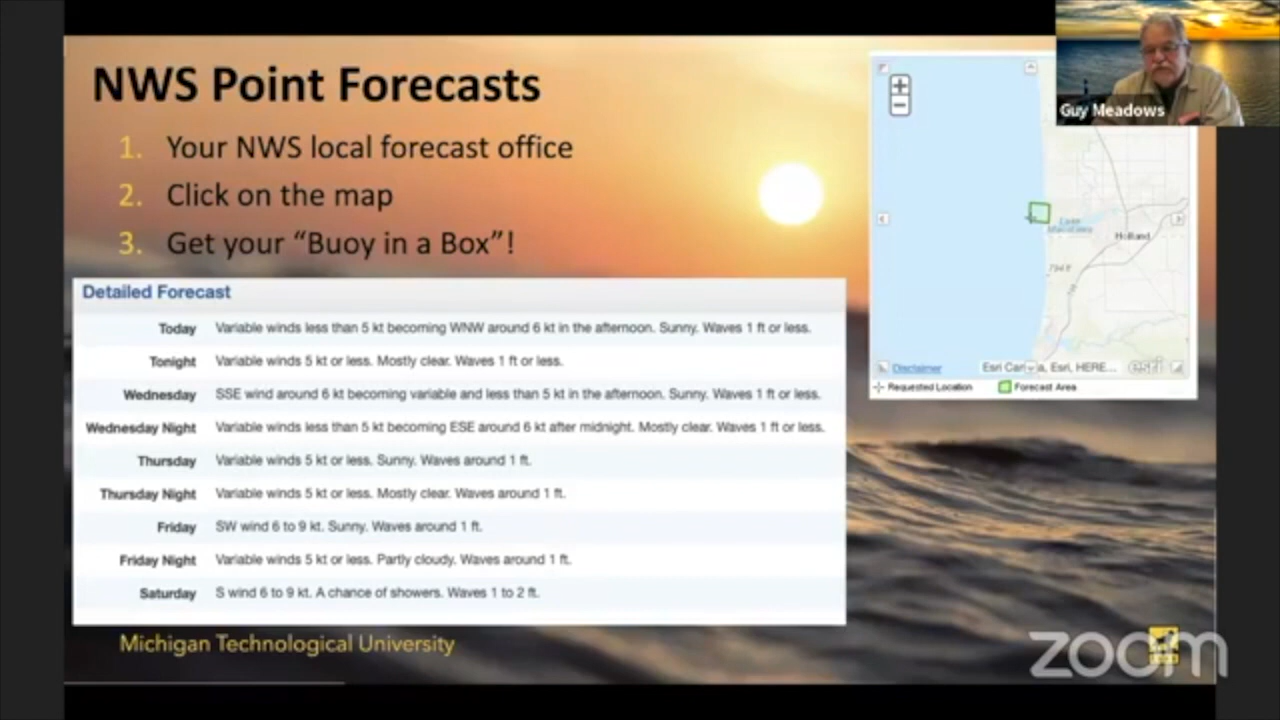 NWS Point Forecasts
1. Your NWS local forecast office
2. Click on the map
3. Get your “Buoy in a Box”!
Guy Meadows
Holland
Disclaimer
Esri, HERE...
esri
Requested Location
Forecast Area
Detailed Forecast
Today Variable winds less than 5 kt becoming WNW around 6 kt in the afternoon. Sunny. Waves 1 ft or less.
Tonight Variable winds 5 kt or less. Mostly clear. Waves 1 ft or less.
Wednesday SSE wind around 6 kt becoming variable and less than 5 kt in the afternoon. Sunny. Waves 1 ft or less.
Wednesday Night Variable winds less than 5 kt becoming ESE around 6 kt after midnight. Mostly clear. Waves 1 ft or less.
Thursday Variable winds 5 kt or less. Sunny. Waves around 1 ft.
Thursday Night Variable winds 5 kt or less. Mostly clear. Waves around 1 ft.
Friday SW wind 6 to 9 kt. Sunny. Waves around 1 ft.
Friday Night Variable winds 5 kt or less. Partly cloudy. Waves around 1 ft.
Saturday S wind 6 to 9 kt. A chance of showers. Waves 1 to 2 ft.
Michigan Technological University
zoom